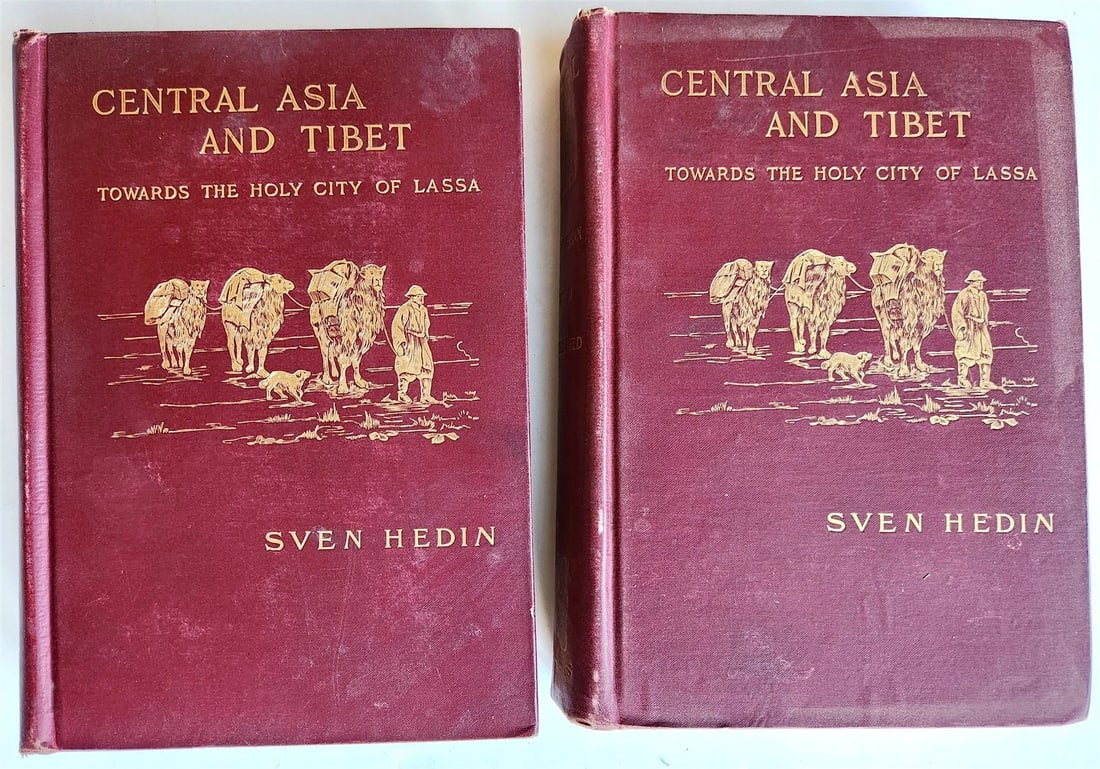 CENTRAL ASIA
AND TIBET
TOWARDS THE HOLY CITY OF LASSA
SVEN HEDIN
CENTRAL ASIA
AND TIBET
TOWARDS THE HOLY CITY OF LASSA
SVEN HEDIN